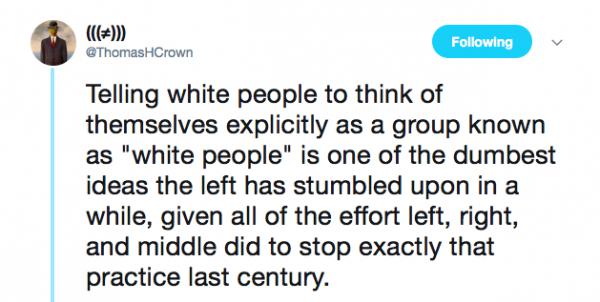 (((≠)))
@ThomasHCrown
Following
Telling white people to think of
themselves explicitly as a group known
as "white people" is one of the dumbest
ideas the left has stumbled upon in a
while, given all of the effort left, right,
and middle did to stop exactly that
practice last century.